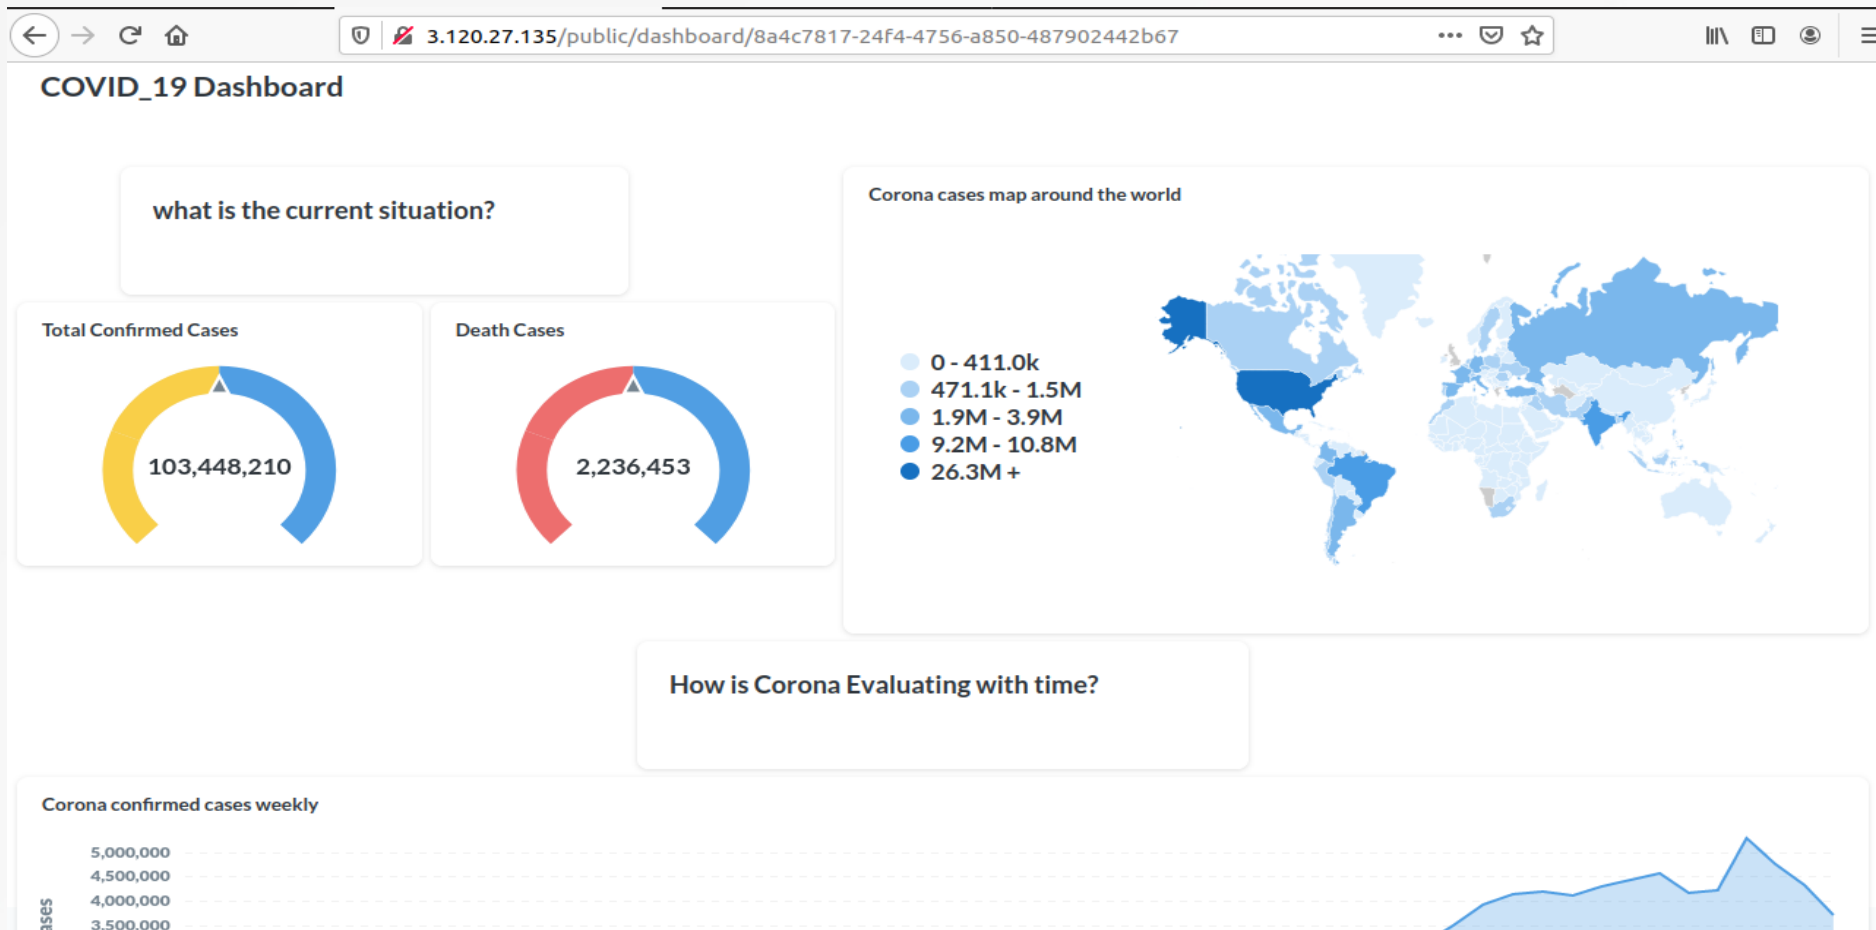 3.120.27.135/public/dashboard/8a4c7817-24f4-4756-a850-487902442b67
COVID_19 Dashboard
what is the current situation?
Total Confirmed Cases
103,448,210
Death Cases
2,236,453
Corona cases map around the world
0 - 411.0k
471.1k - 1.5M
1.9M - 3.9M
9.2M - 10.8M
26.3M +
How is Corona Evaluating with time?
Corona confirmed cases weekly
5,000,000
4,500,000
4,000,000
3,500,000